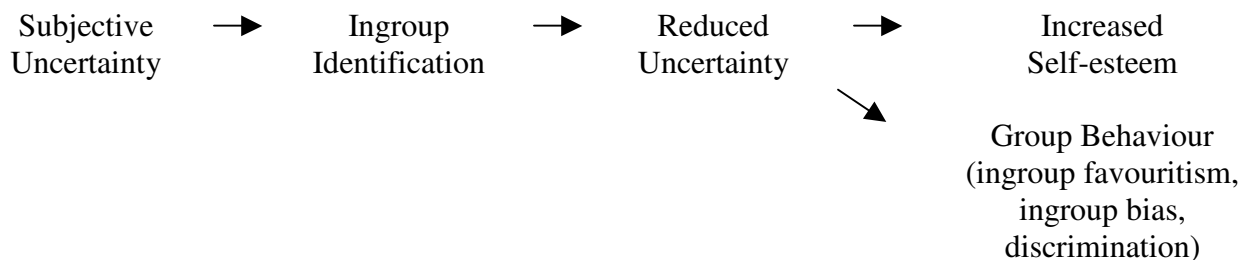 Subjective
Uncertainty
Ingroup
Identification
Reduced
Uncertainty
Increased
Self-esteem
Group Behaviour
(ingroup favouritism,
ingroup bias,
discrimination)